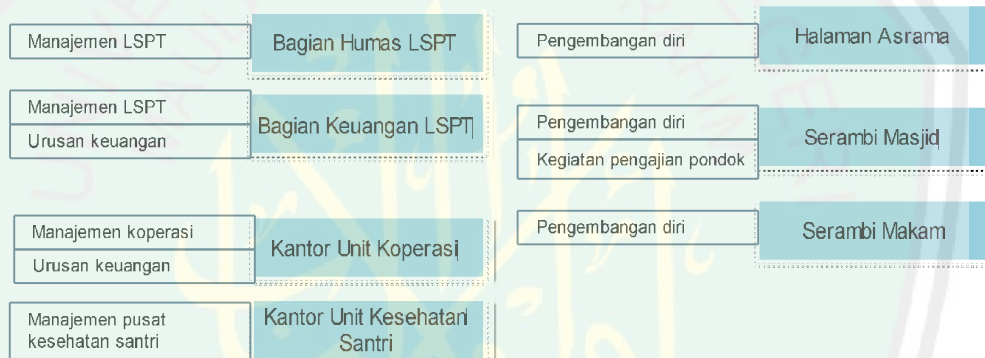 Manajemen LSPT
Bagian Humas LSPT
Manajemen LSPT
Urusan keuangan
Bagian Keuangan LSPT
Manajemen koperasi
Urusan keuangan
Kantor Unit Koperasi
Manajemen pusat
kesehatan santri
Kantor Unit Kesehatan
Santri
Pengembangan diri
Halaman Asrama
Pengembangan diri
Kegiatan pengajian pondok
Serambi Masjid
Pengembangan diri
Serambi Makam